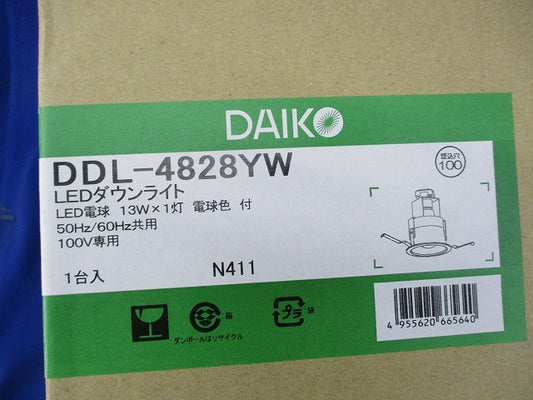 DAIKO
DDL-4828YW
埋込穴
100
LEDダウンライト
LED電球 13W×1灯 電球色 付
50Hz/60Hz共用
100V専用
1台入
N411
箱
ダンボールはリサイクル
プラ
袋
4 955620 665640